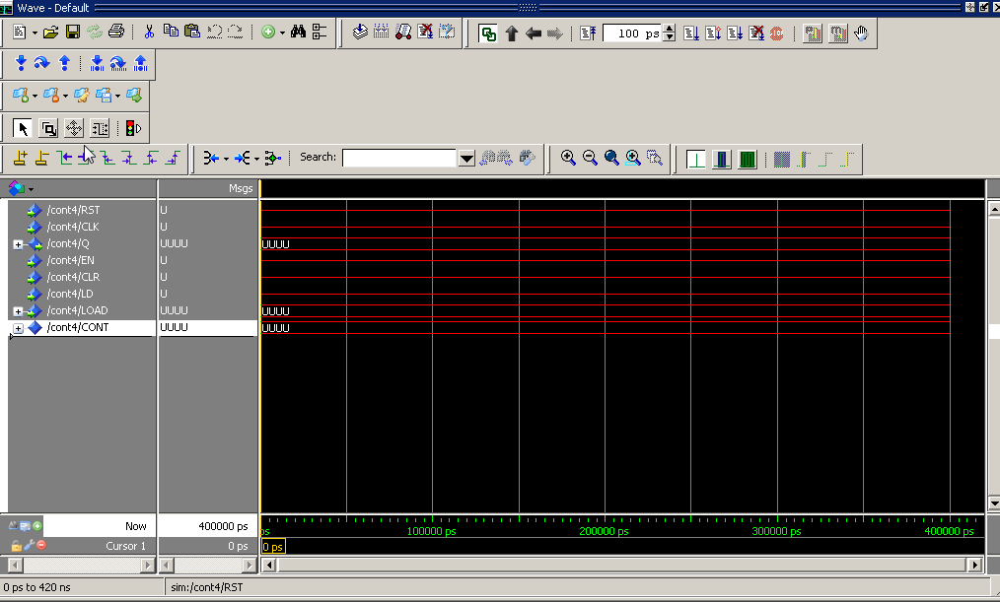 Wave - Default
100 ps
Search:
Msgs
/cont4/RST U
/cont4/CLK U
/cont4/Q UUUU UUUU
/cont4/EN U
/cont4/CLR U
/cont4/LD U
/cont4/LOAD UUUU UUUU
/cont4/CONT UUUU UUUU
Now 400000 ps ps 100000 ps 200000 ps 300000 ps 400000 ps
Cursor 1 0 ps 0 ps
0 ps to 420 ns sim:/cont4/RST